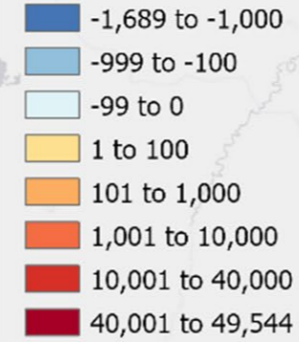 -1,689 to -1,000
-999 to -100
-99 to 0
1 to 100
101 to 1,000
1,001 to 10,000
10,001 to 40,000
40,001 to 49,544